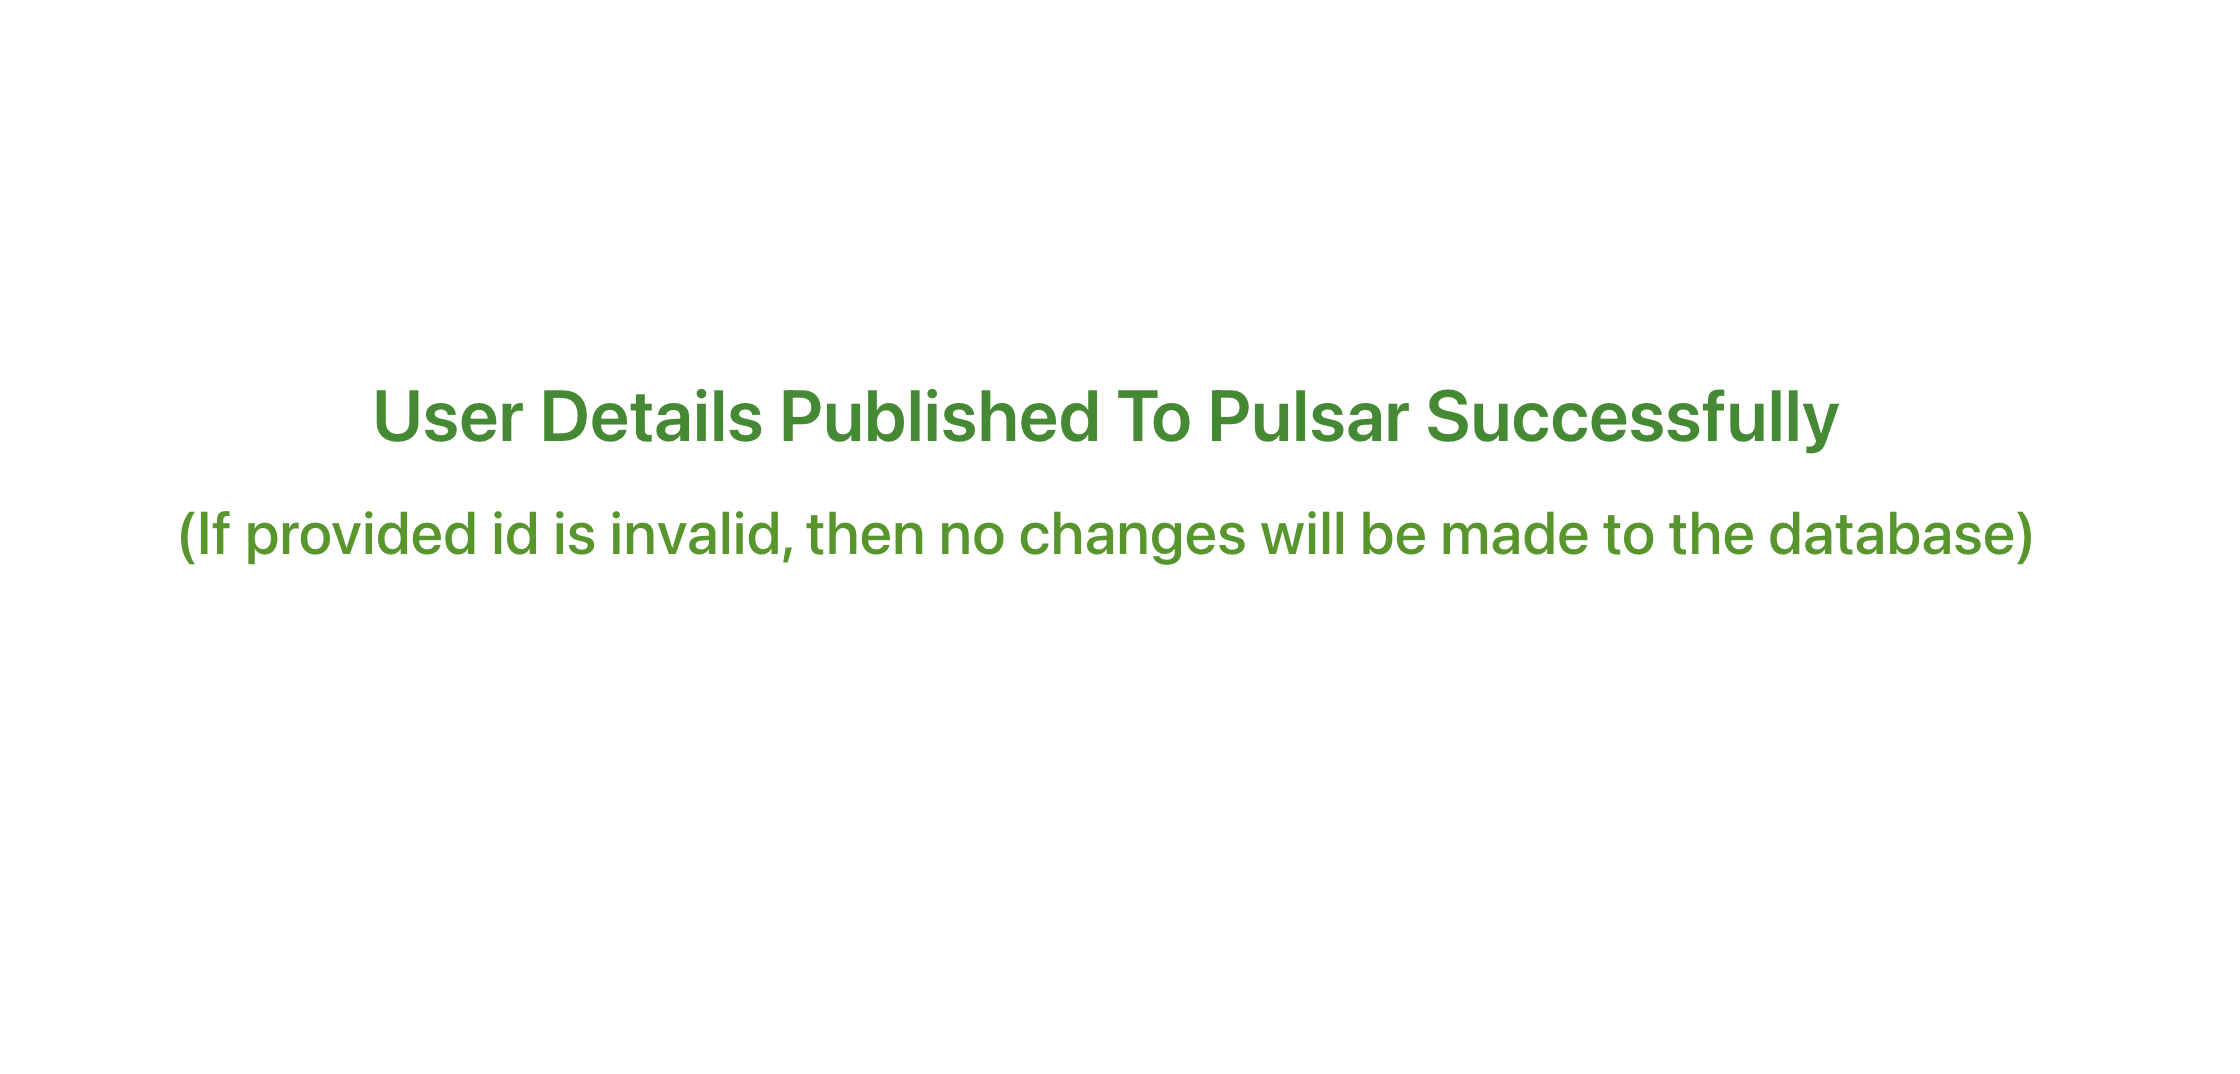 User Details Published To Pulsar Successfully
(If provided id is invalid, then no changes will be made to the database)